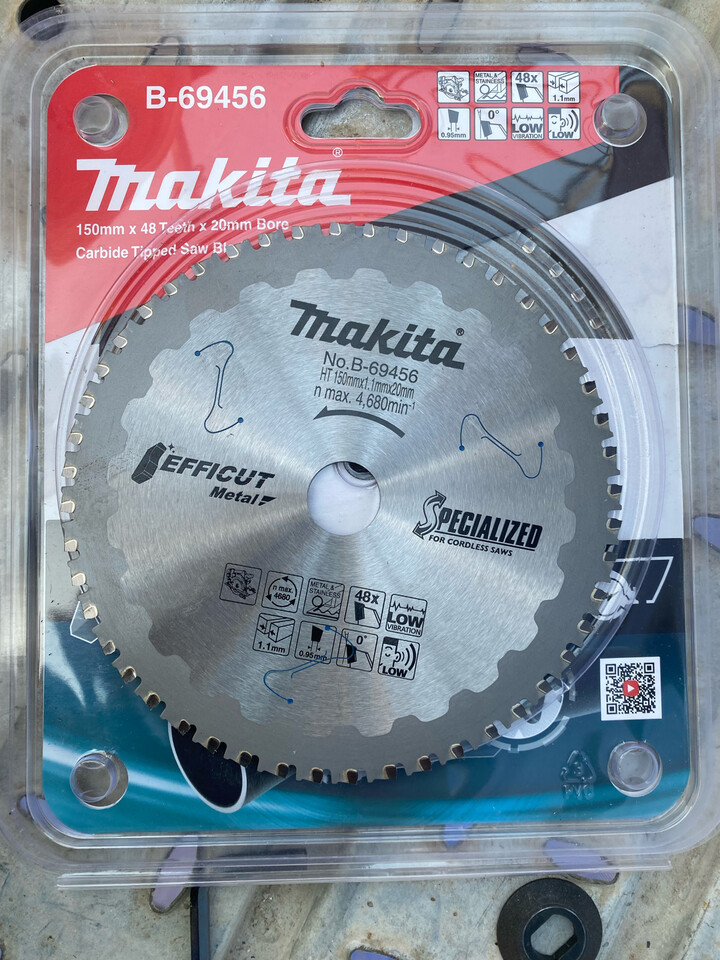 B-69456
METAL & STAINLESS
48x
1.1mm
0.95mm
0°
LOW VIBRATION
LOW
Makita®
150mm x 48 Teeth x 20mm Bore
Carbide Tipped Saw Bl
Makita®
No.B-69456
HT 150mmx1.1mmx20mm
n max. 4,680min⁻¹
EFFICUT
Metal
SPECIALIZED
FOR CORDLESS SAWS
n max.
4680
METAL &
STAINLESS
48x
LOW
VIBRATION
1.1mm
0.95mm
0°
LOW